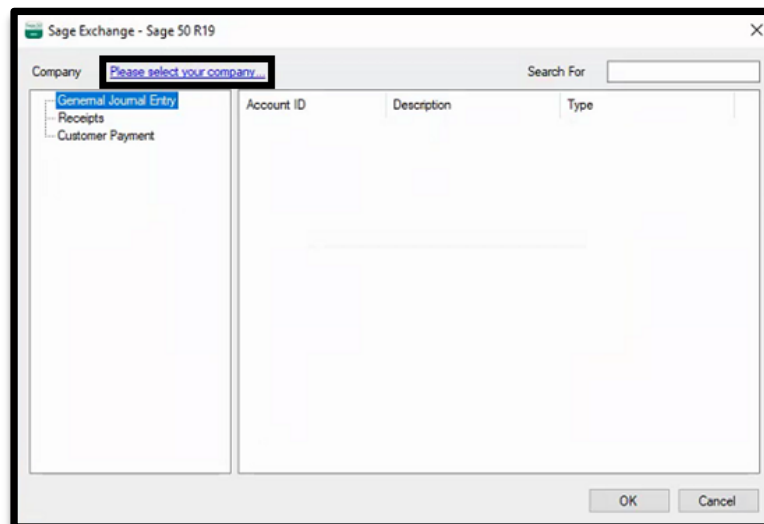 Sage Exchange - Sage 50 R19
Company Please select your company... Search For
Genernal Journal Entry
Receipts
Customer Payment
Account ID Description Type
OK Cancel